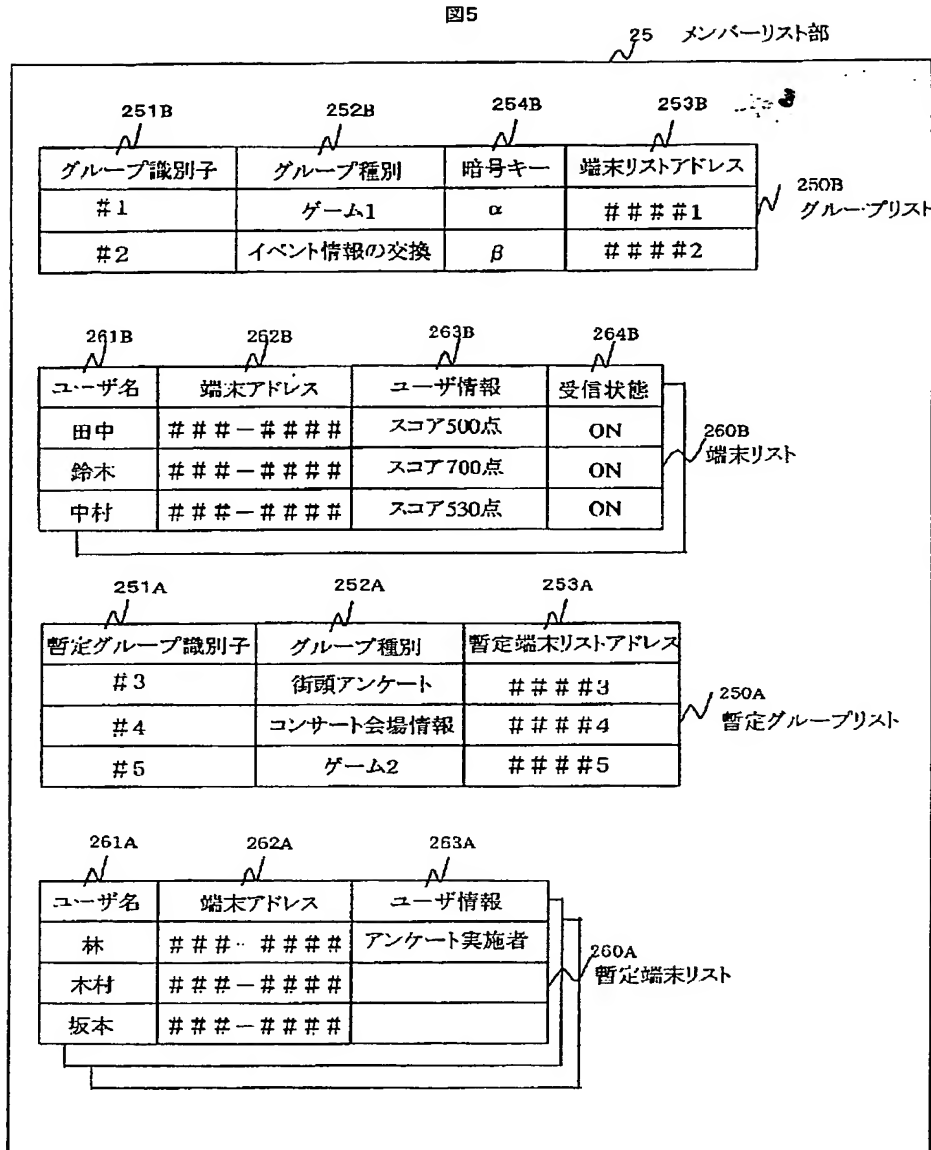 図5
25 メンバーリスト部
251B 252B 254B 253B
グループ識別子 グループ種別 暗号キー 端末リストアドレス
#1 ゲーム1 α ####1
#2 イベント情報の交換 β ####2
250B
グループリスト
261B 262B 263B 264B
ユーザ名 端末アドレス ユーザ情報 受信状態
田中 ###-#### スコア500点 ON
鈴木 ###-#### スコア700点 ON
中村 ###-#### スコア530点 ON
260B
端末リスト
251A 252A 253A
暫定グループ識別子 グループ種別 暫定端末リストアドレス
#3 街頭アンケート ####3
#4 コンサート会場情報 ####4
#5 ゲーム2 ####5
250A
暫定グループリスト
261A 262A 263A
ユーザ名 端末アドレス ユーザ情報
林 ###-#### アンケート実施者
木村 ###-####
坂本 ###-####
260A
暫定端末リスト